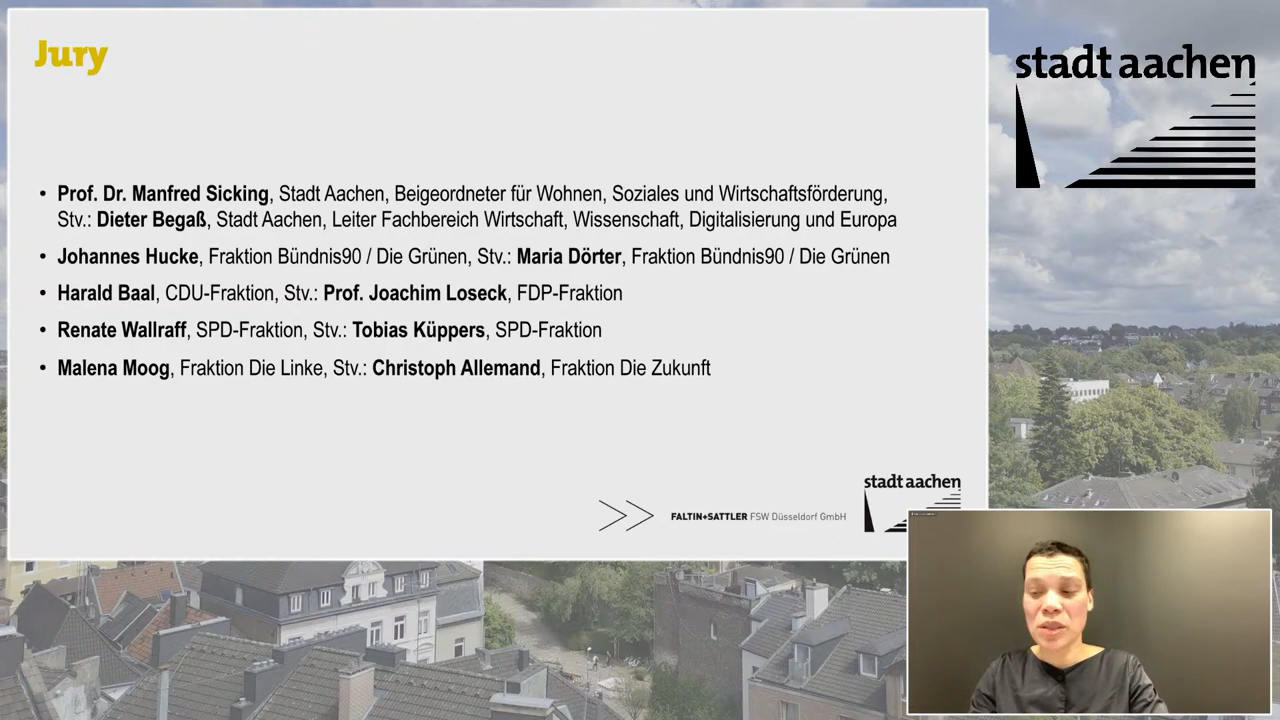 Jury
stadt aachen
• Prof. Dr. Manfred Sicking, Stadt Aachen, Beigeordneter für Wohnen, Soziales und Wirtschaftsförderung,
Stv.: Dieter Begaß, Stadt Aachen, Leiter Fachbereich Wirtschaft, Wissenschaft, Digitalisierung und Europa
• Johannes Hucke, Fraktion Bündnis90 / Die Grünen, Stv.: Maria Dörter, Fraktion Bündnis90 / Die Grünen
• Harald Baal, CDU-Fraktion, Stv.: Prof. Joachim Loseck, FDP-Fraktion
• Renate Wallraff, SPD-Fraktion, Stv.: Tobias Küppers, SPD-Fraktion
• Malena Moog, Fraktion Die Linke, Stv.: Christoph Allemand, Fraktion Die Zukunft
stadt aachen
FALTIN+SATTLER FSW Düsseldorf GmbH